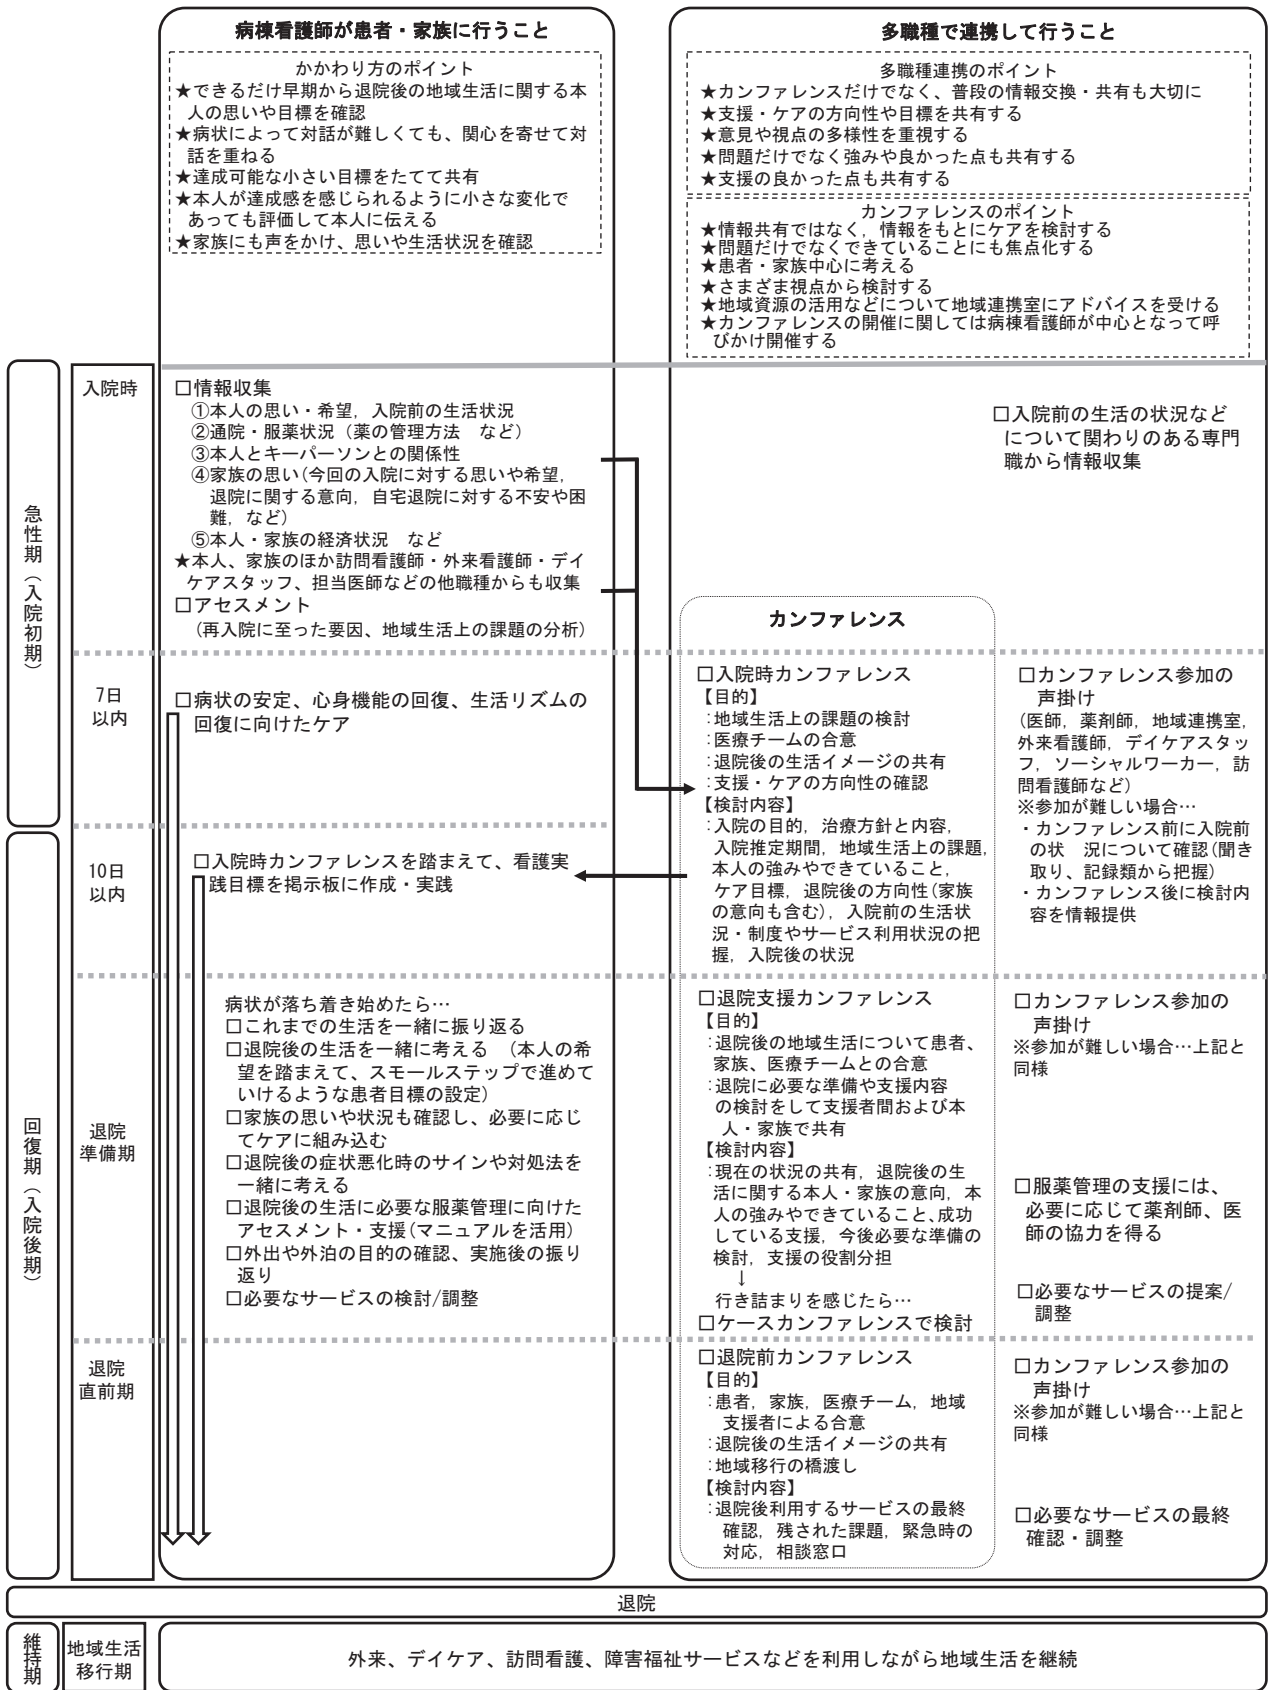 病棟看護師が患者・家族に行うこと
かかわり方のポイント
★できるだけ早期から退院後の地域生活に関する本
人の思いや目標を確認
★病状によって対話が難しくても、関心を寄せて対
話を重ねる
★達成可能な小さい目標をたてて共有
★本人が達成感を感じられるように小さな変化で
あっても評価して本人に伝える
★家族にも声をかけ、思いや生活状況を確認
多職種で連携して行うこと
多職種連携のポイント
★カンファレンスだけでなく、普段の情報交換・共有も大切に
★支援・ケアの方向性や目標を共有する
★意見や視点の多様性を重視する
★問題だけでなく強みや良かった点も共有する
★支援の良かった点も共有する
カンファレンスのポイント
★情報共有ではなく，情報をもとにケアを検討する
★問題だけでなくできていることにも焦点化する
★患者・家族中心に考える
★さまざま視点から検討する
★地域資源の活用などについて地域連携室にアドバイスを受ける
★カンファレンスの開催に関しては病棟看護師が中心となって呼
びかけ開催する
急性期（入院初期）
入院時
□情報収集
①本人の思い・希望，入院前の生活状況
②通院・服薬状況（薬の管理方法　など）
③本人とキーパーソンとの関係性
④家族の思い（今回の入院に対する思いや希望，
退院に関する意向，自宅退院に対する不安や困
難，など）
⑤本人・家族の経済状況　など
★本人、家族のほか訪問看護師・外来看護師・デイ
ケアスタッフ、担当医師などの他職種からも収集
□アセスメント
（再入院に至った要因、地域生活上の課題の分析）
□入院前の生活の状況など
について関わりのある専門
職から情報収集
カンファレンス
7日
以内
□病状の安定、心身機能の回復、生活リズムの
回復に向けたケア
□入院時カンファレンス
【目的】
：地域生活上の課題の検討
：医療チームの合意
：退院後の生活イメージの共有
：支援・ケアの方向性の確認
【検討内容】
：入院の目的，治療方針と内容，
入院推定期間，地域生活上の課題，
本人の強みやできていること，
ケア目標，退院後の方向性（家族
の意向も含む），入院前の生活状
況・制度やサービス利用状況の把
握，入院後の状況
□カンファレンス参加の
声掛け
（医師，薬剤師，地域連携室，
外来看護師，デイケアスタッ
フ，ソーシャルワーカー，訪
問看護師など）
※参加が難しい場合…
・カンファレンス前に入院前
の状　況について確認（聞き
取り、記録類から把握）
・カンファレンス後に検討内
容を情報提供
回復期（入院後期）
10日
以内
□入院時カンファレンスを踏まえて、看護実
践目標を掲示板に作成・実践
退院
準備期
病状が落ち着き始めたら…
□これまでの生活を一緒に振り返る
□退院後の生活を一緒に考える　（本人の希
望を踏まえて、スモールステップで進めて
いけるような患者目標の設定）
□家族の思いや状況も確認し、必要に応じ
てケアに組み込む
□退院後の症状悪化時のサインや対処法を
一緒に考える
□退院後の生活に必要な服薬管理に向けた
アセスメント・支援（マニュアルを活用）
□外出や外泊の目的の確認、実施後の振り
返り
□必要なサービスの検討/調整
□退院支援カンファレンス
【目的】
：退院後の地域生活について患者、
家族、医療チームとの合意
：退院に必要な準備や支援内容
の検討をして支援者間および本
人・家族で共有
【検討内容】
：現在の状況の共有，退院後の生
活に関する本人・家族の意向，本
人の強みやできていること、成功
している支援，今後必要な準備の
検討，支援の役割分担
↓
行き詰まりを感じたら…
□ケースカンファレンスで検討
□カンファレンス参加の
声掛け
※参加が難しい場合…上記と
同様
□服薬管理の支援には、
必要に応じて薬剤師、医
師の協力を得る
□必要なサービスの提案/
調整
退院
直前期
□退院前カンファレンス
【目的】
：患者，家族，医療チーム，地域
支援者による合意
：退院後の生活イメージの共有
：地域移行の橋渡し
【検討内容】
：退院後利用するサービスの最終
確認，残された課題，緊急時の
対応，相談窓口
□カンファレンス参加の
声掛け
※参加が難しい場合…上記と
同様
□必要なサービスの最終
確認・調整
退院
維持期
地域生活
移行期
外来、デイケア、訪問看護、障害福祉サービスなどを利用しながら地域生活を継続